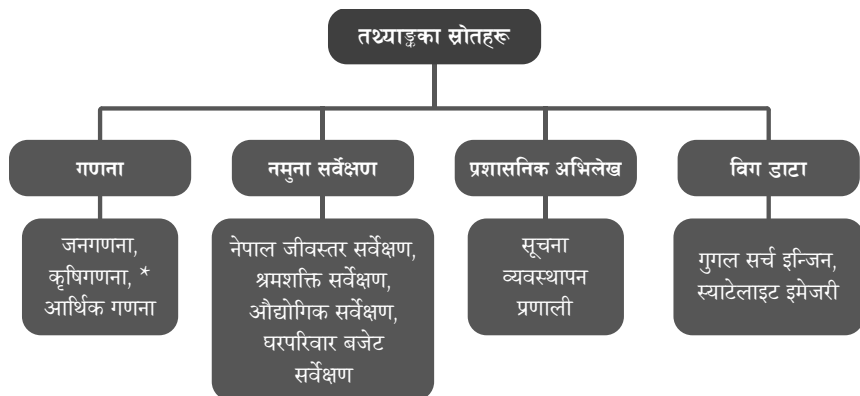 तथ्याङ्कका स्रोतहरू
गणना
नमुना सर्वेक्षण
प्रशासनिक अभिलेख
विग डाटा
जनगणना,
कृषिगणना, *
आर्थिक गणना
नेपाल जीवस्तर सर्वेक्षण,
श्रमशक्ति सर्वेक्षण,
औद्योगिक सर्वेक्षण,
घरपरिवार बजेट
सर्वेक्षण
सूचना
व्यवस्थापन
प्रणाली
गुगल सर्च इन्जिन,
स्याटेलाइट इमेजरी